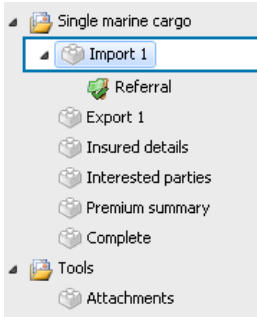 Single marine cargo
Import 1
Referral
Export 1
Insured details
Interested parties
Premium summary
Complete
Tools
Attachments